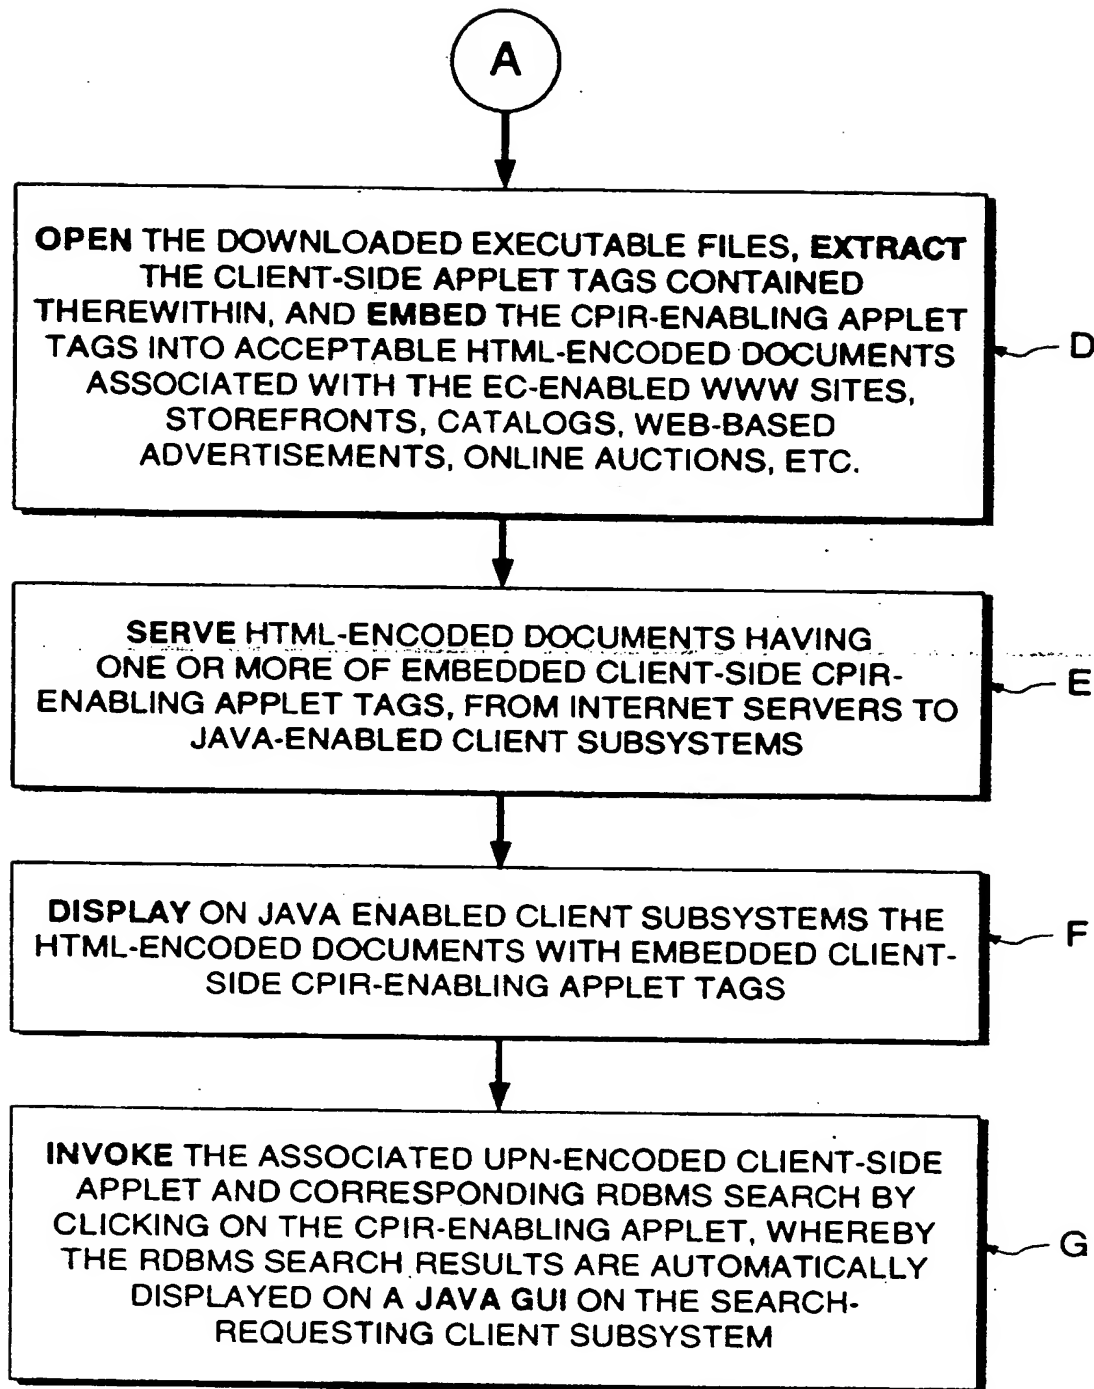 A
OPEN THE DOWNLOADED EXECUTABLE FILES, EXTRACT
THE CLIENT-SIDE APPLET TAGS CONTAINED
THEREWITHIN, AND EMBED THE CPIR-ENABLING APPLET
TAGS INTO ACCEPTABLE HTML-ENCODED DOCUMENTS
ASSOCIATED WITH THE EC-ENABLED WWW SITES,
STOREFRONTS, CATALOGS, WEB-BASED
ADVERTISEMENTS, ONLINE AUCTIONS, ETC.
D
SERVE HTML-ENCODED DOCUMENTS HAVING
ONE OR MORE OF EMBEDDED CLIENT-SIDE CPIR-
ENABLING APPLET TAGS, FROM INTERNET SERVERS TO
JAVA-ENABLED CLIENT SUBSYSTEMS
E
DISPLAY ON JAVA ENABLED CLIENT SUBSYSTEMS THE
HTML-ENCODED DOCUMENTS WITH EMBEDDED CLIENT-
SIDE CPIR-ENABLING APPLET TAGS
F
INVOKE THE ASSOCIATED UPN-ENCODED CLIENT-SIDE
APPLET AND CORRESPONDING RDBMS SEARCH BY
CLICKING ON THE CPIR-ENABLING APPLET, WHEREBY
THE RDBMS SEARCH RESULTS ARE AUTOMATICALLY
DISPLAYED ON A JAVA GUI ON THE SEARCH-
REQUESTING CLIENT SUBSYSTEM
G